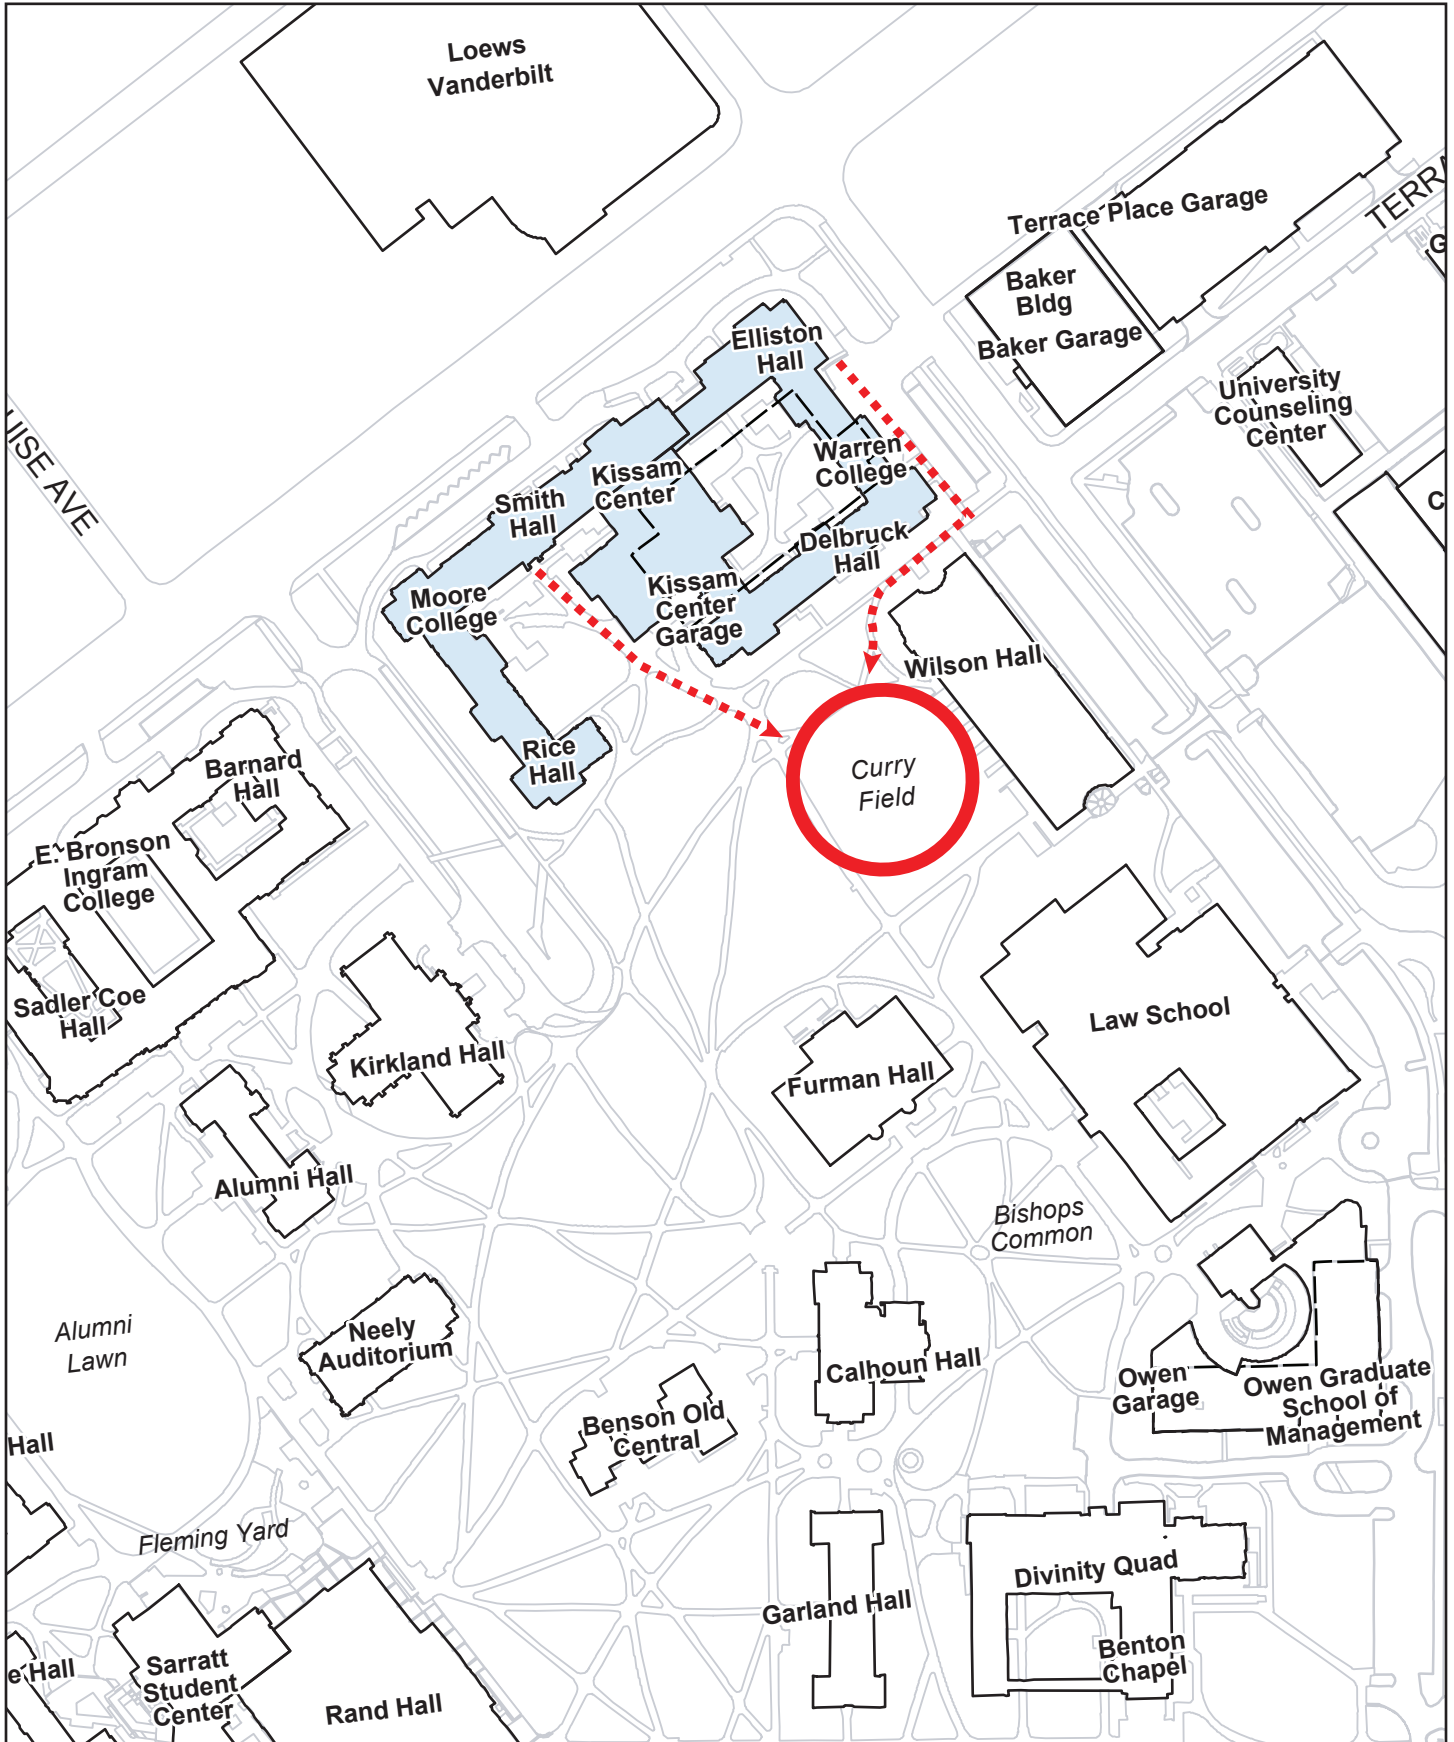 Loews
Vanderbilt
Terrace Place Garage
TERRA
Baker
Bldg
Baker Garage
G
Elliston
Hall
University
Counseling
Center
UISE AVE
Warren
College
Kissam
Center
Smith
Hall
C
Delbruck
Hall
Moore
College
Kissam
Center
Garage
Wilson Hall
Rice
Hall
Curry
Field
Barnard
Hall
E. Bronson
Ingram
College
Sadler Coe
Hall
Law School
Kirkland Hall
Furman Hall
Alumni Hall
Bishops
Common
Alumni
Lawn
Neely
Auditorium
Calhoun Hall
Owen
Garage
Owen Graduate
School of
Management
Benson Old
Central
Hall
Fleming Yard
Divinity Quad
Garland Hall
Benton
Chapel
e Hall
Sarratt
Student
Center
Rand Hall